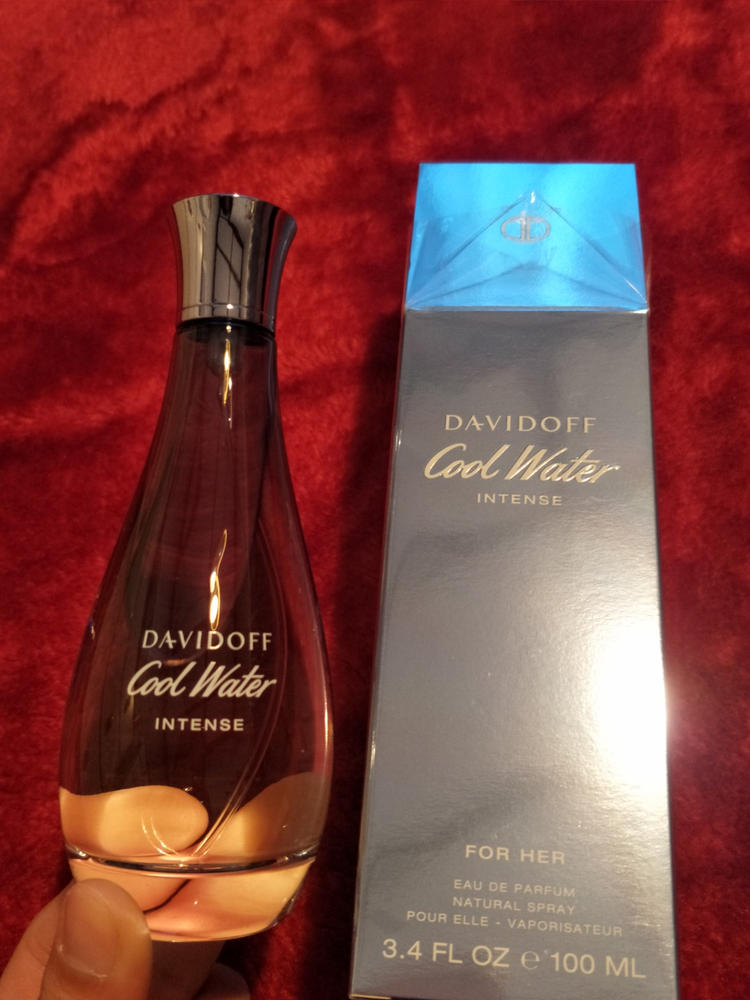 DAVIDOFF
Cool Water
INTENSE
DAVIDOFF
Cool Water
INTENSE
FOR HER
EAU DE PARFUM
NATURAL SPRAY
POUR ELLE - VAPORISATEUR
3.4 FL OZ ℮ 100 ML